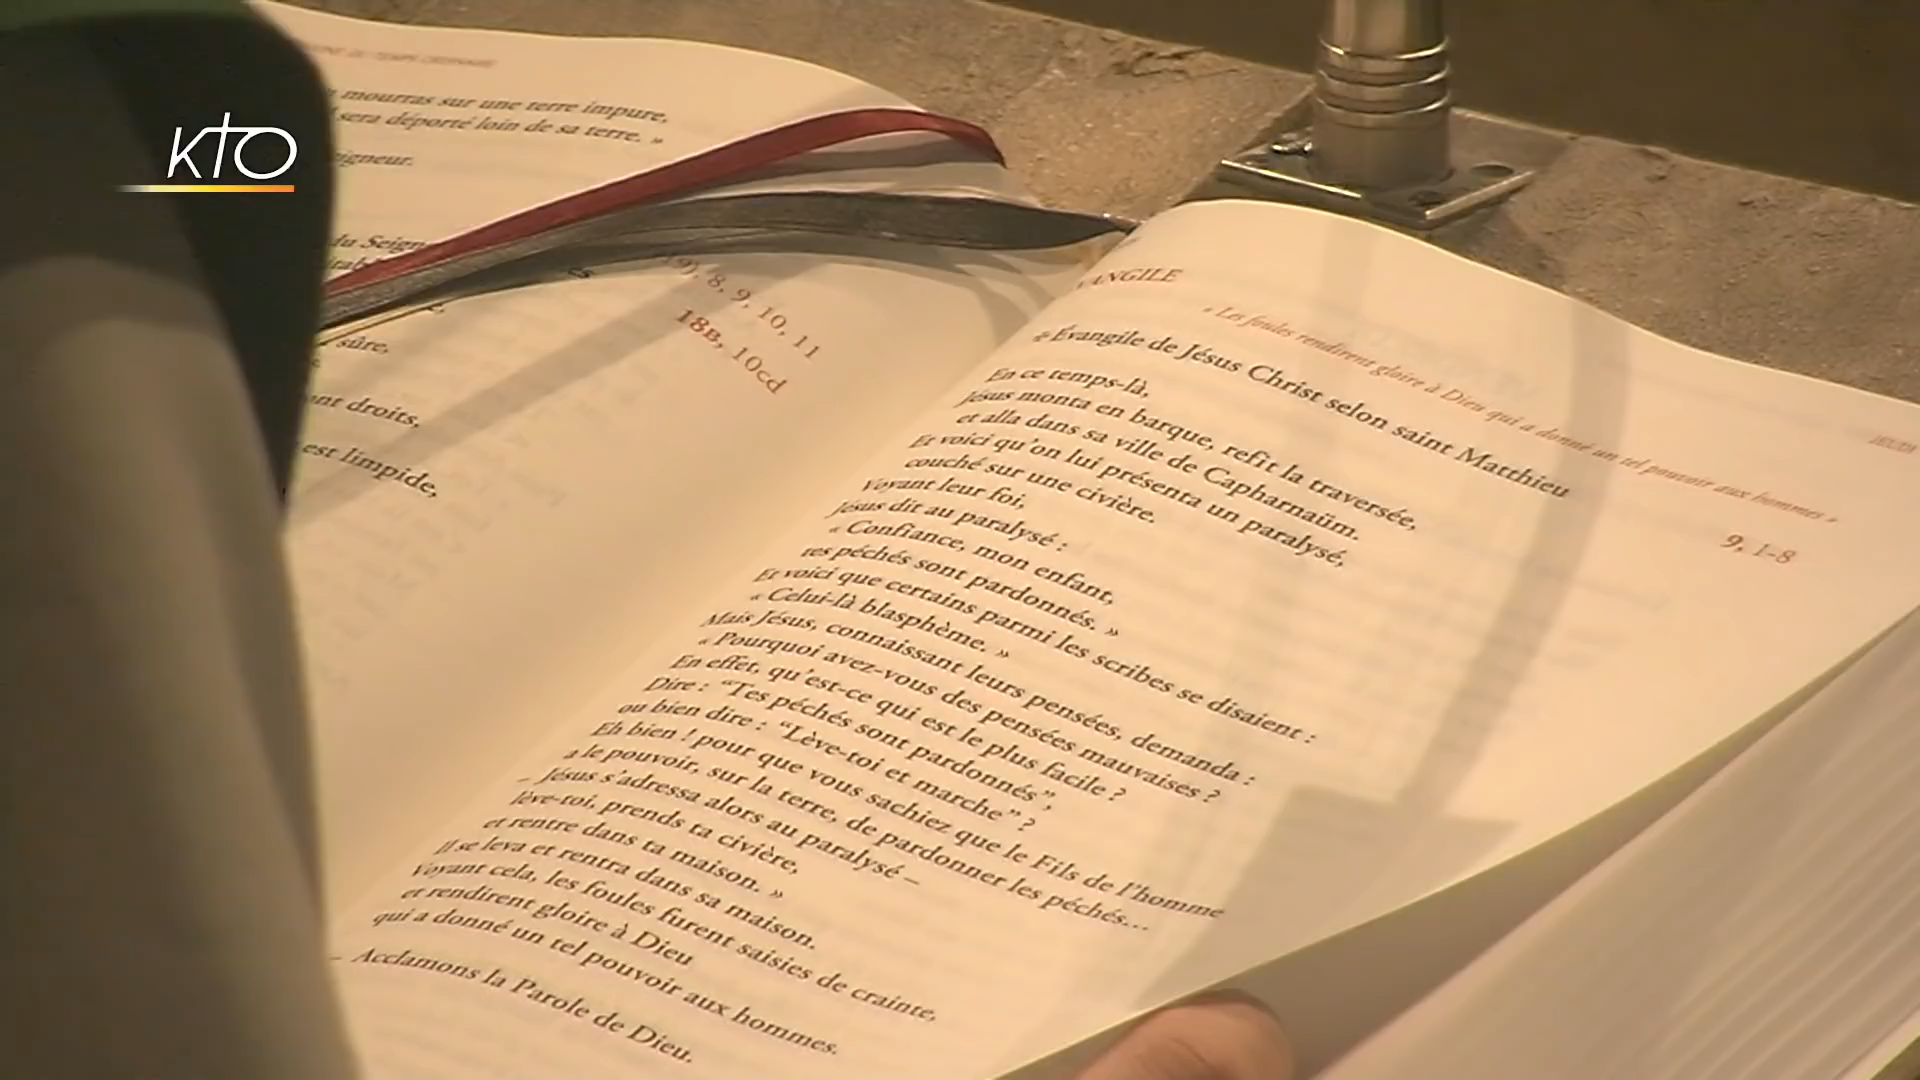 KTO
mourras sur une terre impure,
sera déporté loin de sa terre. »
du
sûre,
droits,
est limpide,
8, 9, 10, 11
18B, 10cd
« Les foules rendirent gloire à Dieu qui a donné un tel pouvoir aux hommes »
Évangile de Jésus Christ selon saint Matthieu
9, 1-8
En ce temps-là,
Jésus monta en barque, refit la traversée,
et alla dans sa ville de Capharnaüm.
Et voici qu'on lui présenta un paralysé,
couché sur une civière.
Voyant leur foi,
Jésus dit au paralysé :
« Confiance, mon enfant,
tes péchés sont pardonnés. »
Et voici que certains parmi les scribes se disaient :
« Celui-là blasphème. »
Mais Jésus, connaissant leurs pensées, demanda :
« Pourquoi avez-vous des pensées mauvaises ?
En effet, qu'est-ce qui est le plus facile ?
Dire : “Tes péchés sont pardonnés”,
ou bien dire : “Lève-toi et marche” ?
Eh bien ! pour que vous sachiez que le Fils de l'homme
a le pouvoir, sur la terre, de pardonner les péchés...
– Jésus s'adressa alors au paralysé –
lève-toi, prends ta civière,
et rentre dans ta maison. »
Il se leva et rentra dans sa maison.
Voyant cela, les foules furent saisies de crainte,
et rendirent gloire à Dieu
qui a donné un tel pouvoir aux hommes.
– Acclamons la Parole de Dieu.